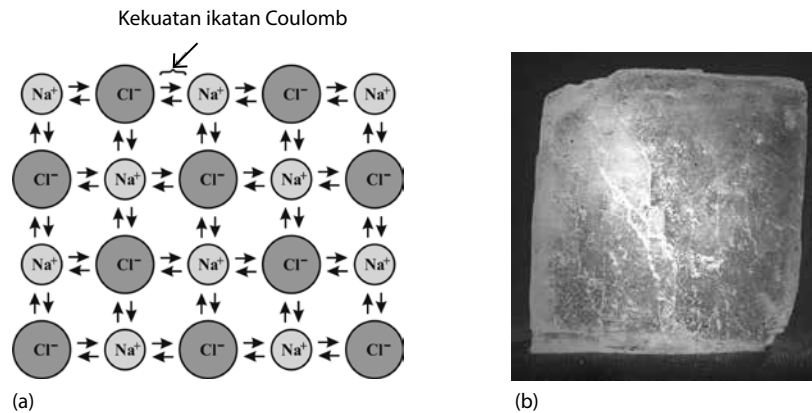 Kekuatan ikatan Coulomb
Na⁺ Cl⁻ Na⁺ Cl⁻ Na⁺
Cl⁻ Na⁺ Cl⁻ Na⁺ Cl⁻
Na⁺ Cl⁻ Na⁺ Cl⁻ Na⁺
Cl⁻ Na⁺ Cl⁻ Na⁺ Cl⁻
(a) (b)